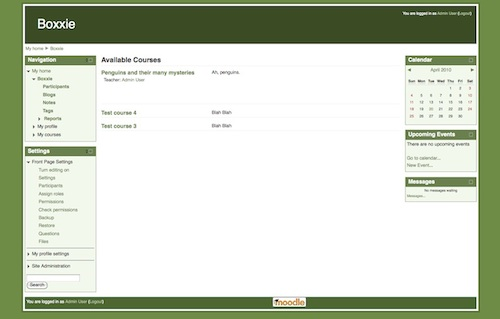 Boxxie
You are logged in as Admin User (Logout)
My home ► Boxxie
Navigation
My home
Boxxie
Participants
Blogs
Notes
Tags
Reports
My profile
My courses
Settings
Front Page Settings
Turn editing on
Settings
Participants
Assign roles
Permissions
Check permissions
Backup
Restore
Questions
Files
My profile settings
Site Administration
Search
Available Courses
Penguins and their many mysteries
Teacher: Admin User
Ah, penguins.
Test course 4
Blah Blah
Test course 3
Blah Blah
Calendar
◄ April 2010 ►
Sun Mon Tue Wed Thu Fri Sat
1 2 3
4 5 6 7 8 9 10
11 12 13 14 15 16 17
18 19 20 21 22 23 24
25 26 27 28 29 30
Upcoming Events
There are no upcoming events
Go to calendar...
New Event...
Messages
No messages waiting
Messages...
You are logged in as Admin User (Logout)
moodle